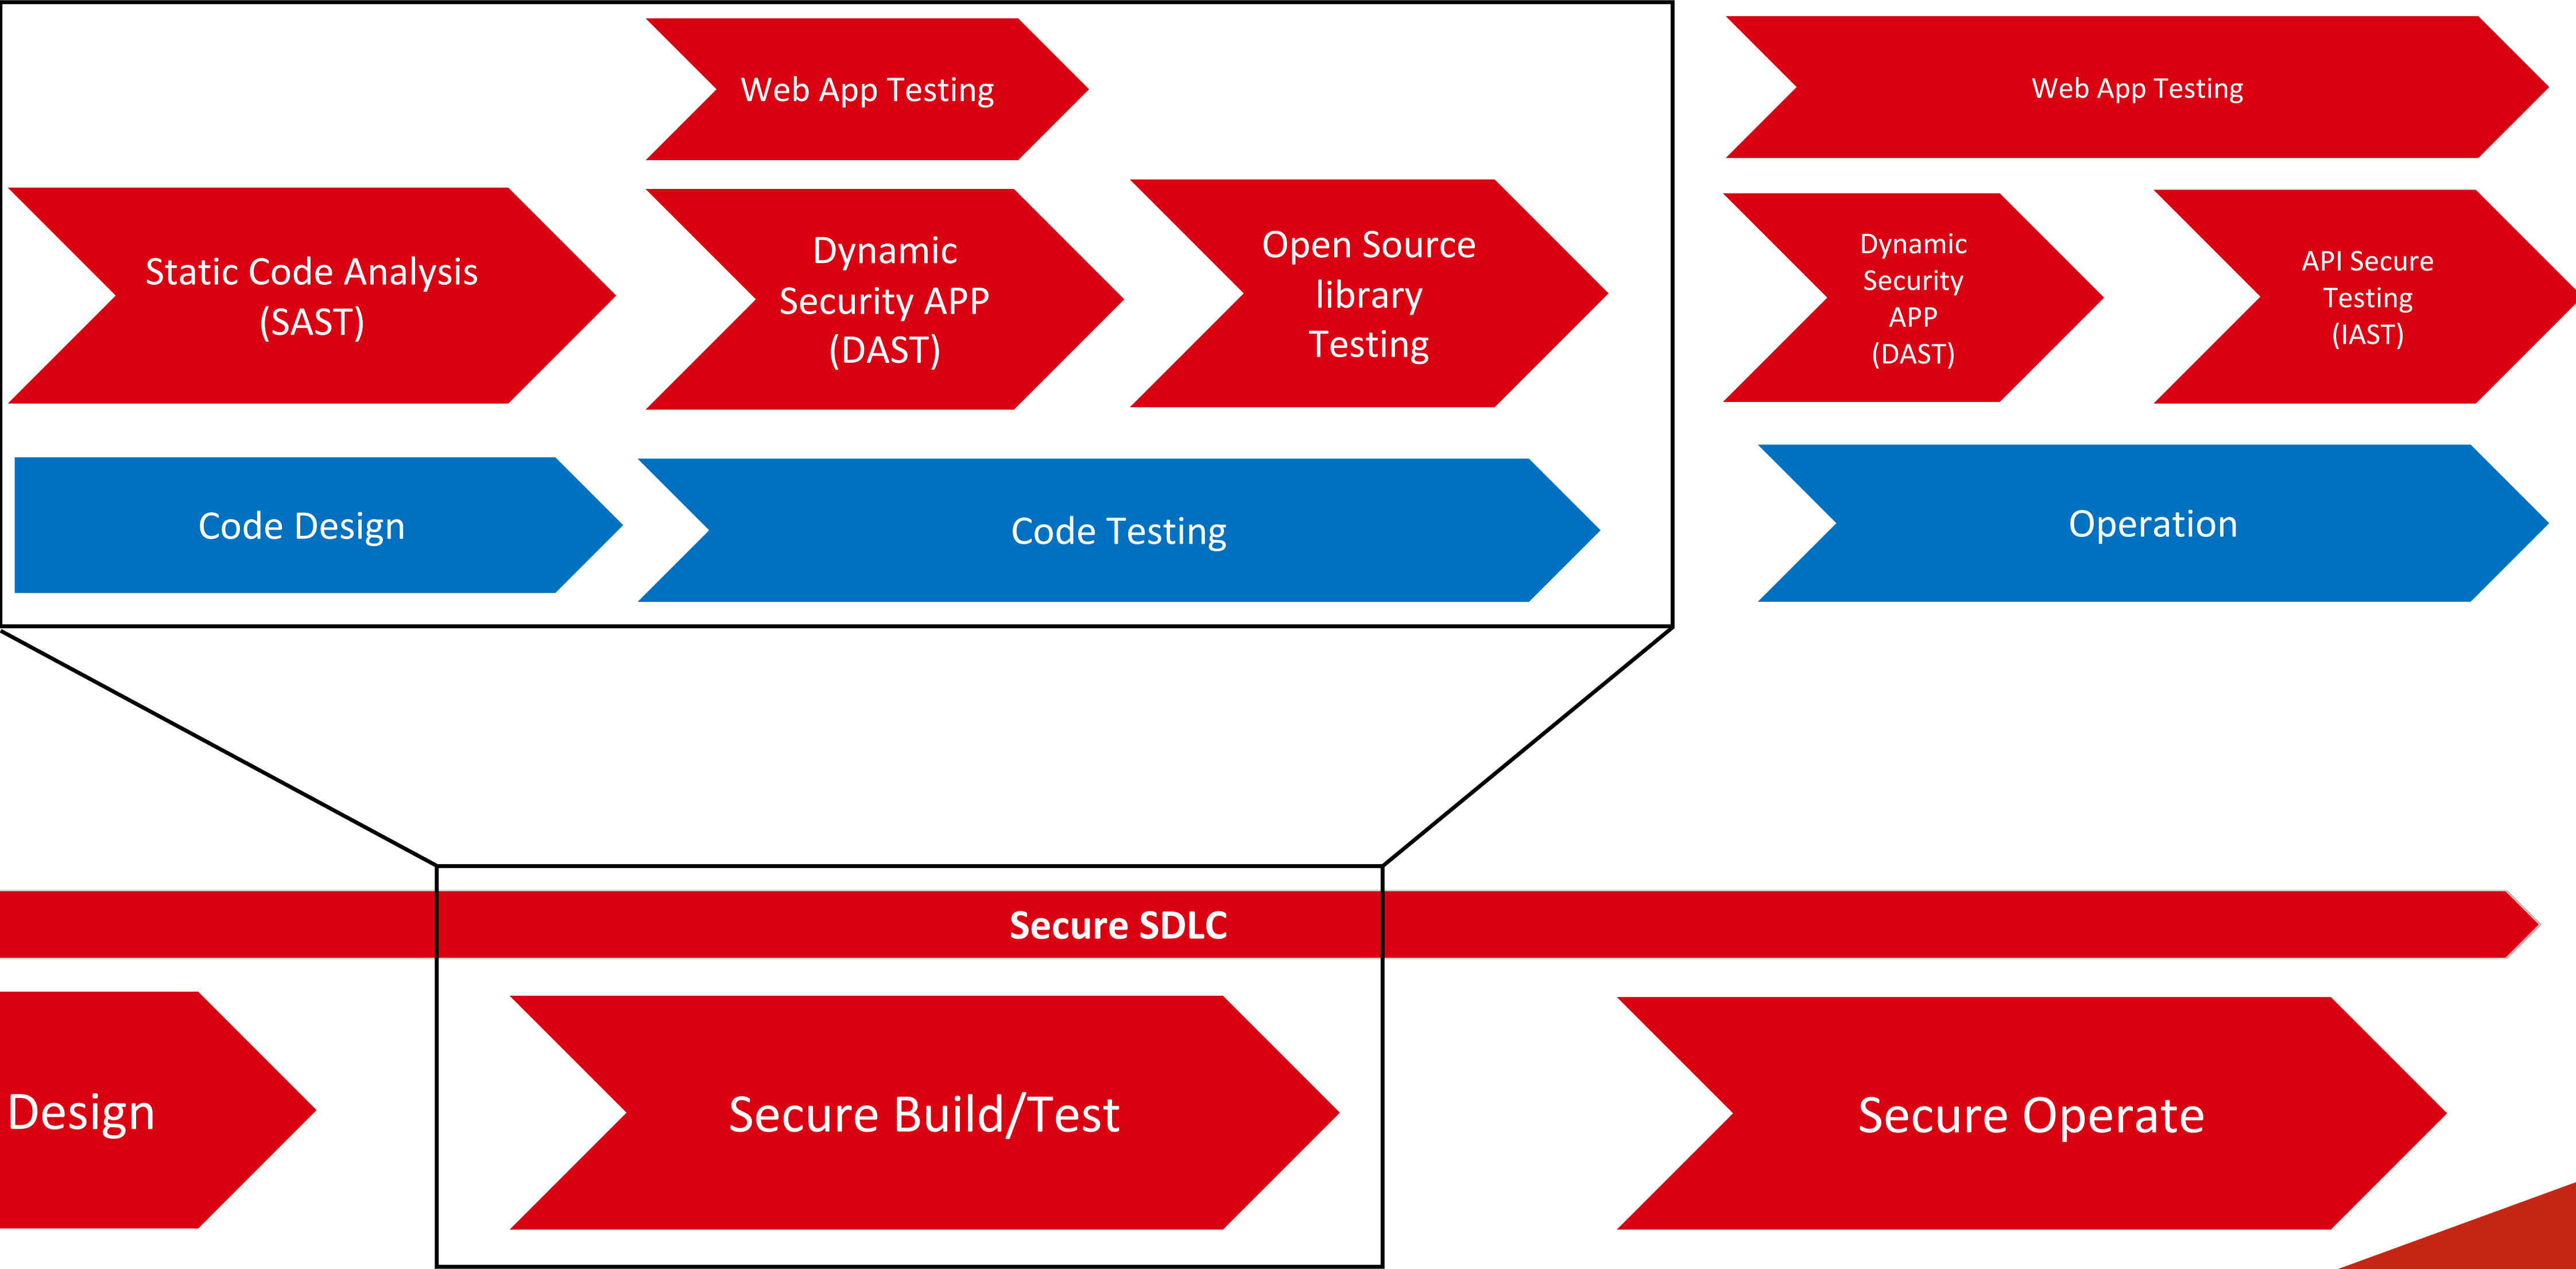 Web App Testing
Web App Testing
Static Code Analysis
(SAST)
Dynamic
Security APP
(DAST)
Open Source
library
Testing
Dynamic
Security
APP
(DAST)
API Secure
Testing
(IAST)
Code Design
Code Testing
Operation
Secure SDLC
Design
Secure Build/Test
Secure Operate